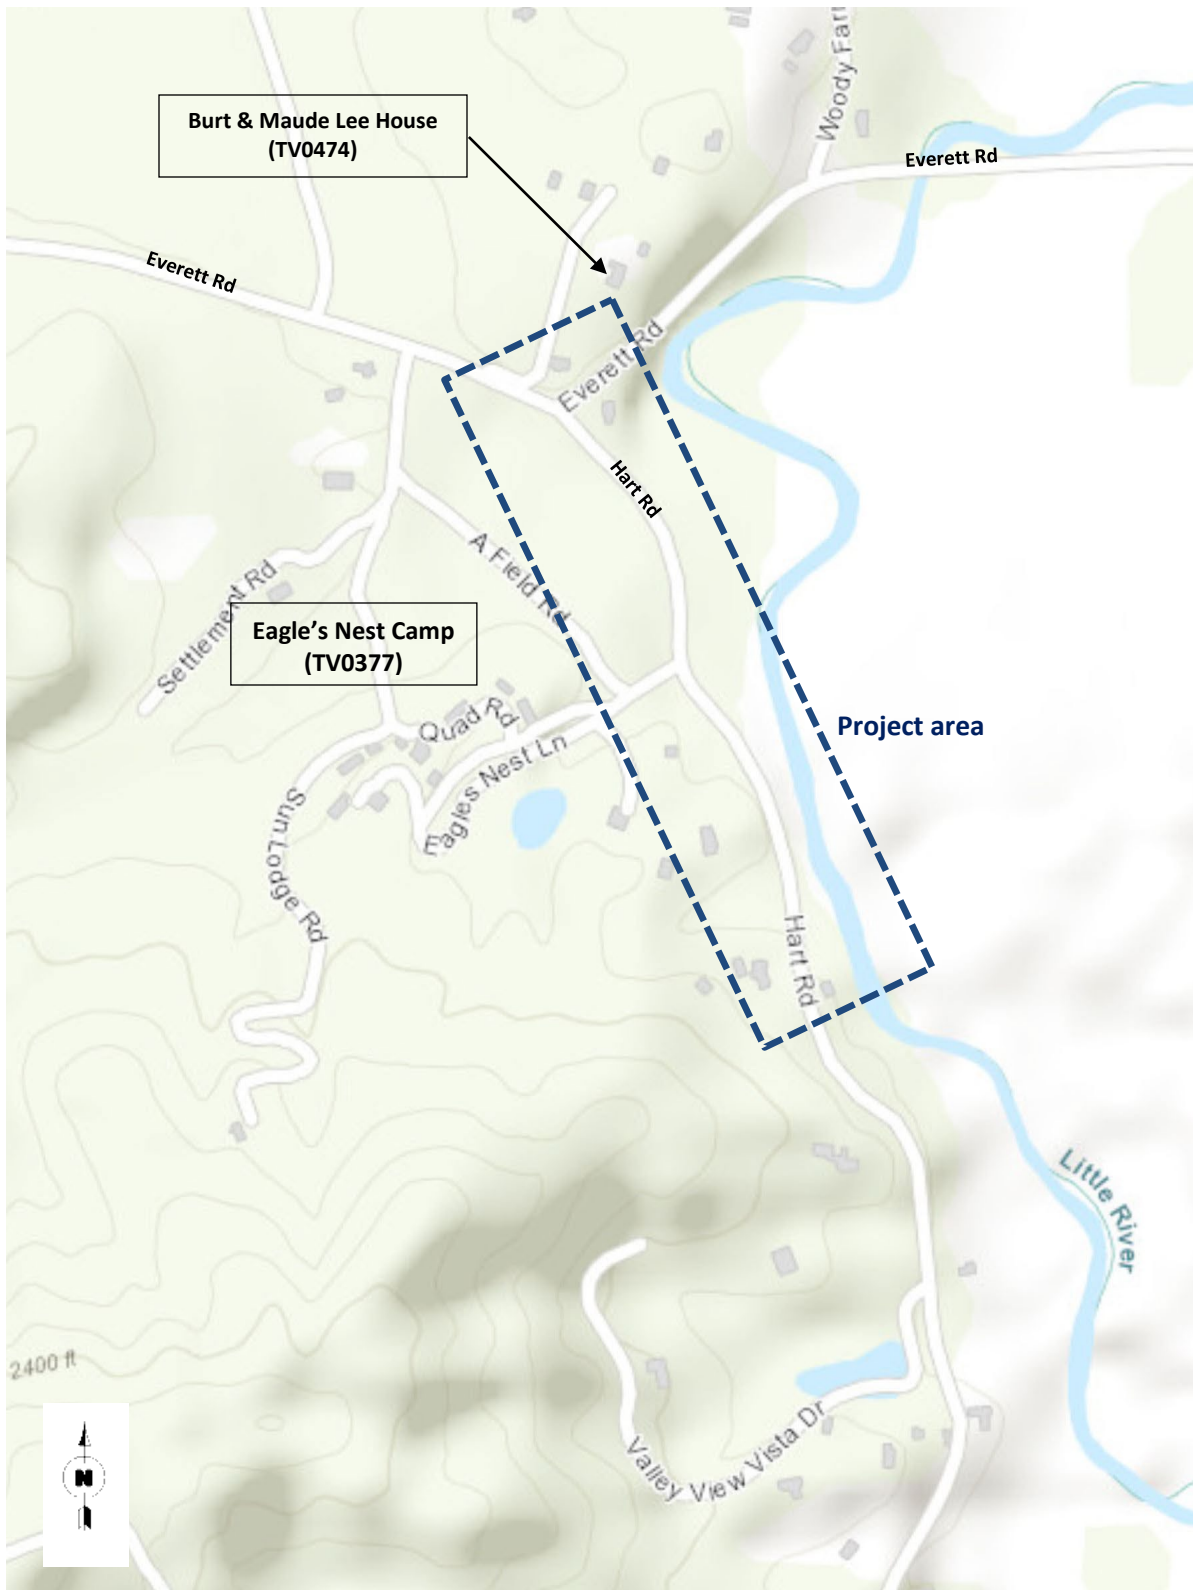 Woody Far
Burt & Maude Lee House
(TV0474)
Everett Rd
Everett Rd
Everett Rd
Hart Rd
A Field Rd
Settlement Rd
Eagle’s Nest Camp
(TV0377)
Quad Rd
Eagles Nest Ln
Project area
Sun Lodge Rd
Hart Rd
Little River
2400 ft
Valley View Vista Dr
N